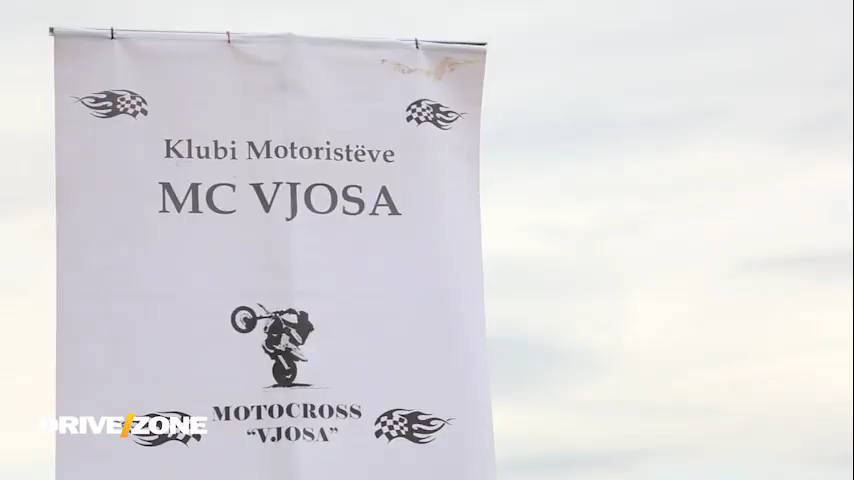 Klubi Motoristëve
MC VJOSA
MOTOCROSS
“VJOSA”
DRIVE/ZONE